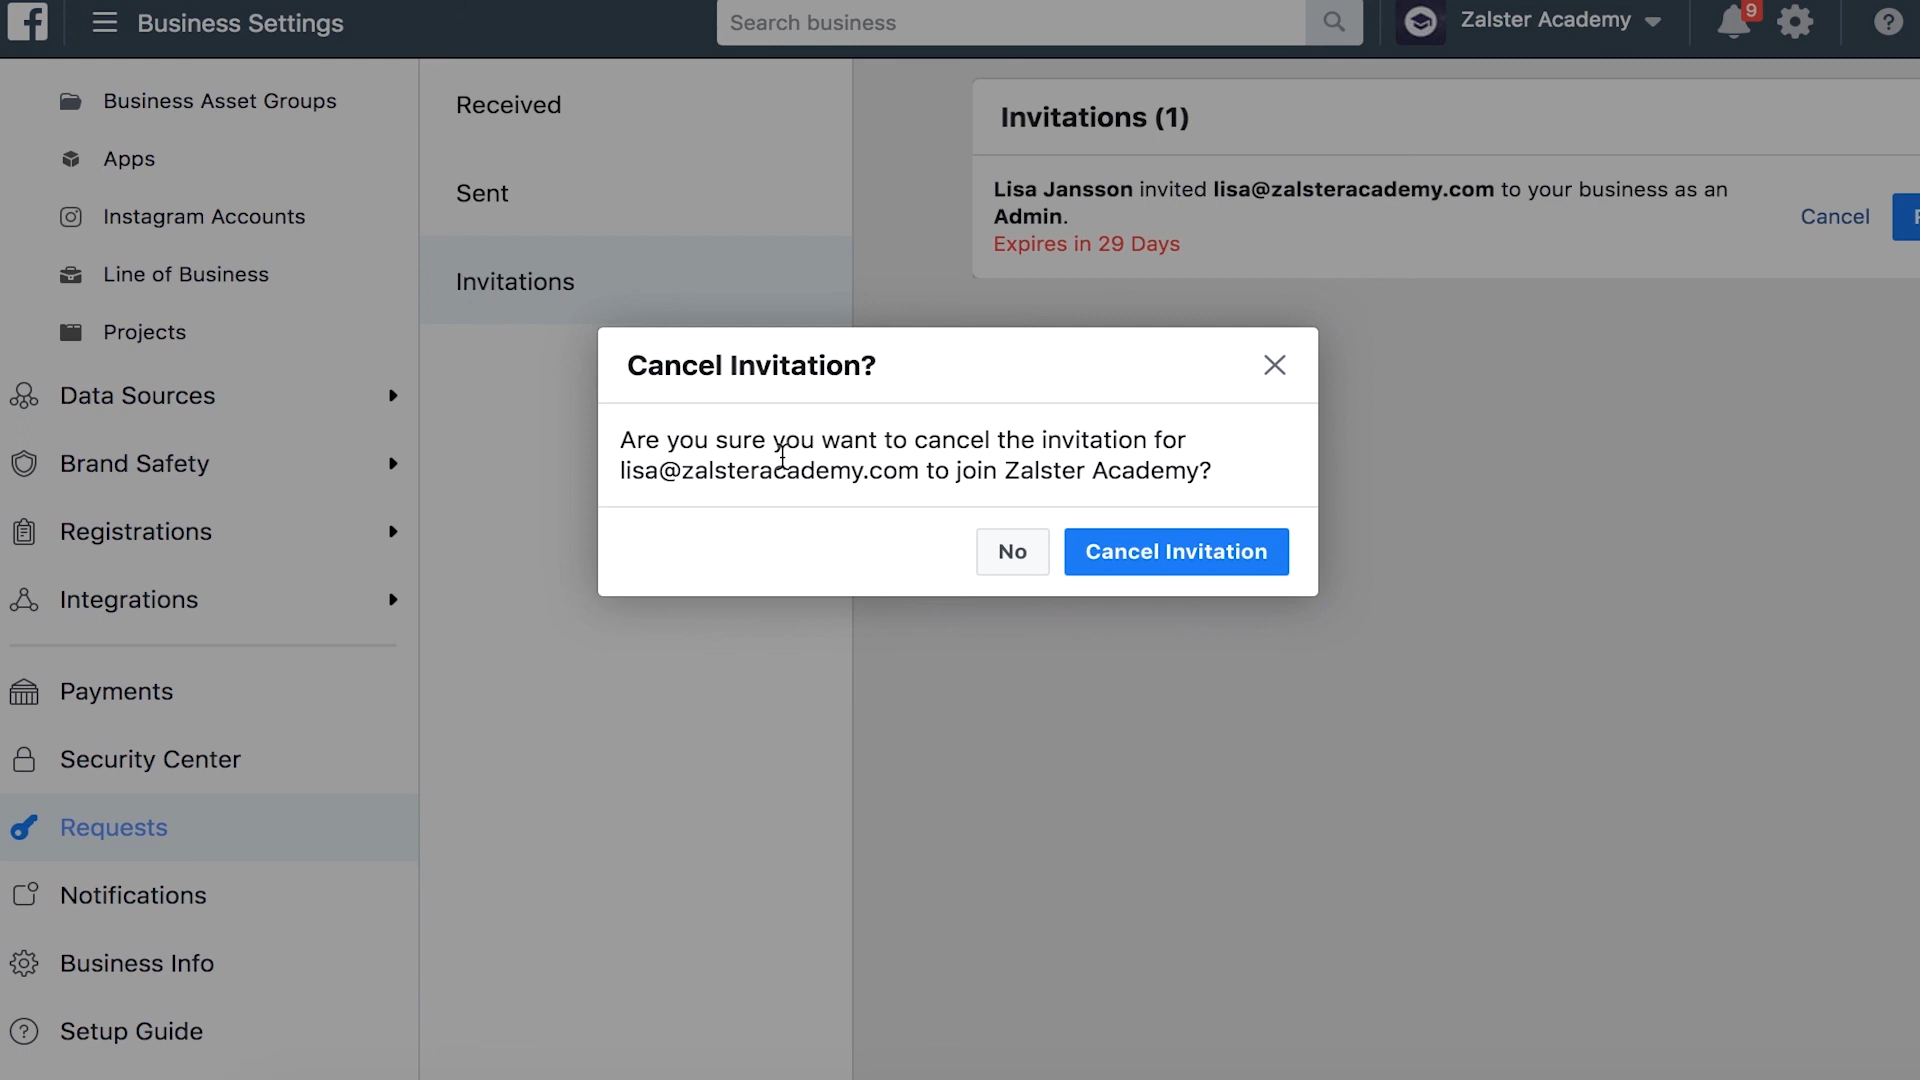 Business Settings
Search business
Zalster Academy
9
?
Business Asset Groups
Apps
Instagram Accounts
Line of Business
Projects
Data Sources
Brand Safety
Registrations
Integrations
Payments
Security Center
Requests
Notifications
Business Info
? Setup Guide
Received
Sent
Invitations
Invitations (1)
Lisa Jansson invited lisa@zalsteracademy.com to your business as an
Admin.
Expires in 29 Days
Cancel
Cancel Invitation?
Are you sure you want to cancel the invitation for
lisa@zalsteracademy.com to join Zalster Academy?
No
Cancel Invitation